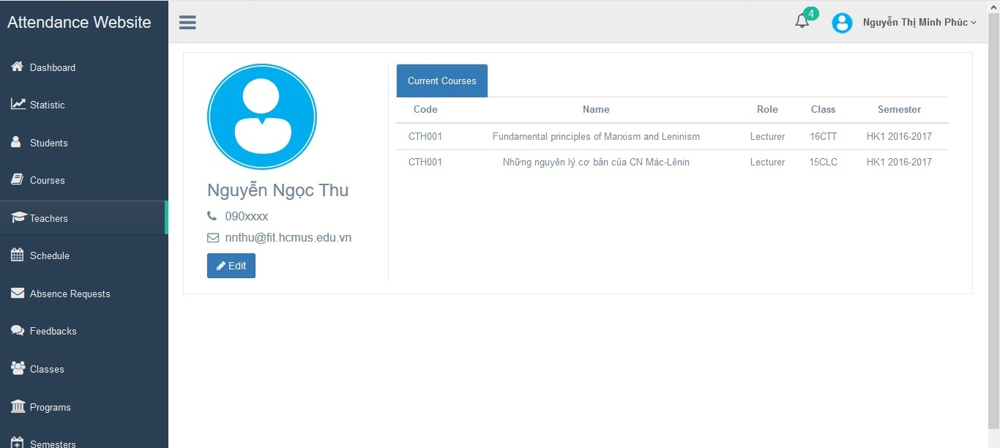 Attendance Website
4
Nguyễn Thị Minh Phúc
Dashboard
Statistic
Students
Courses
Teachers
Schedule
Absence Requests
Feedbacks
Classes
Programs
Semesters
Nguyễn Ngọc Thu
090xxxx
nnthu@fit.hcmus.edu.vn
Edit
Current Courses
Code Name Role Class Semester
CTH001 Fundamental principles of Marxism and Leninism Lecturer 16CTT HK1 2016-2017
CTH001 Những nguyên lý cơ bản của CN Mác-Lênin Lecturer 15CLC HK1 2016-2017